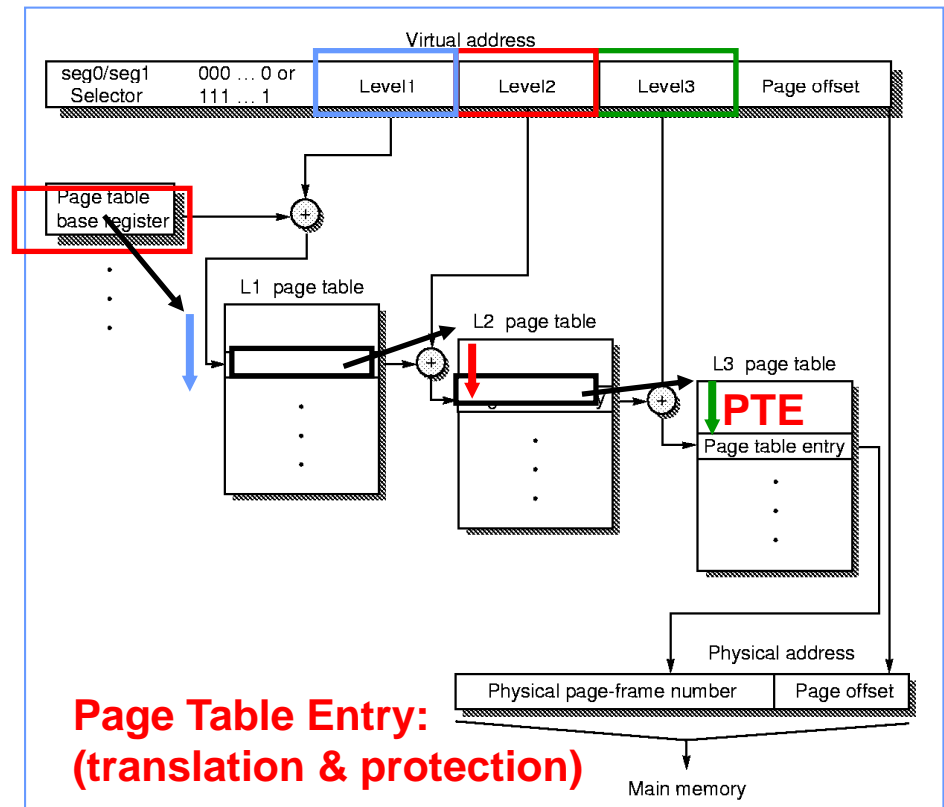 Virtual address
seg0/seg1 000 ... 0 or
Selector 111 ... 1
Level1
Level2
Level3
Page offset
Page table
base register
L1 page table
L2 page table
L3 page table
PTE
Page table entry
Physical address
Physical page-frame number
Page offset
Main memory
Page Table Entry:
(translation & protection)